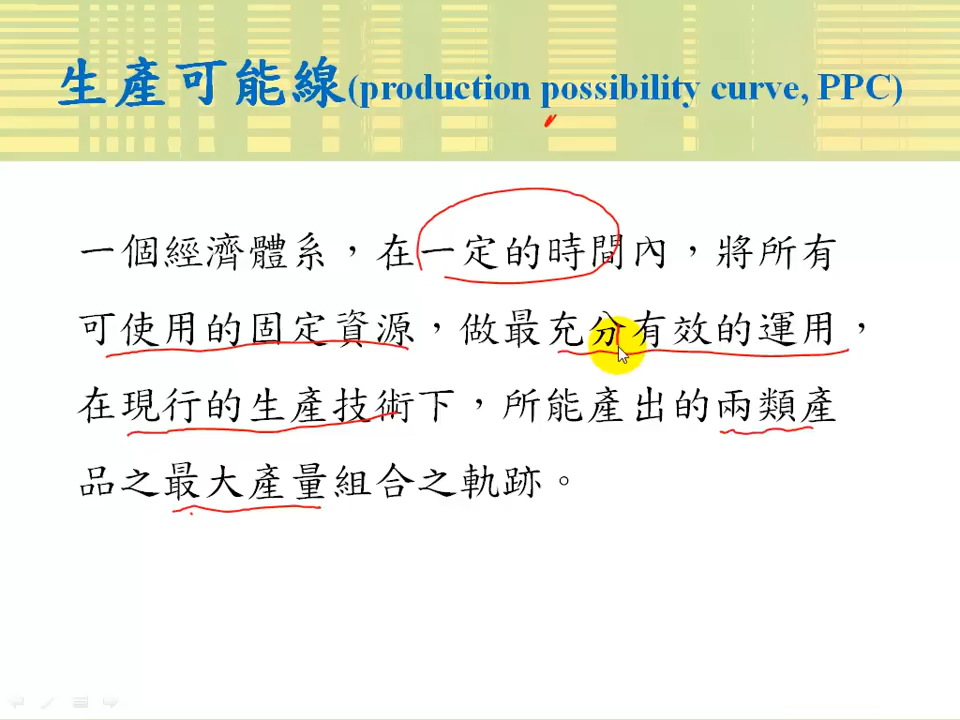 生產可能線(production possibility curve, PPC)
一個經濟體系，在一定的時間內，將所有
可使用的固定資源，做最充分有效的運用，
在現行的生產技術下，所能產出的兩類產
品之最大產量組合之軌跡。